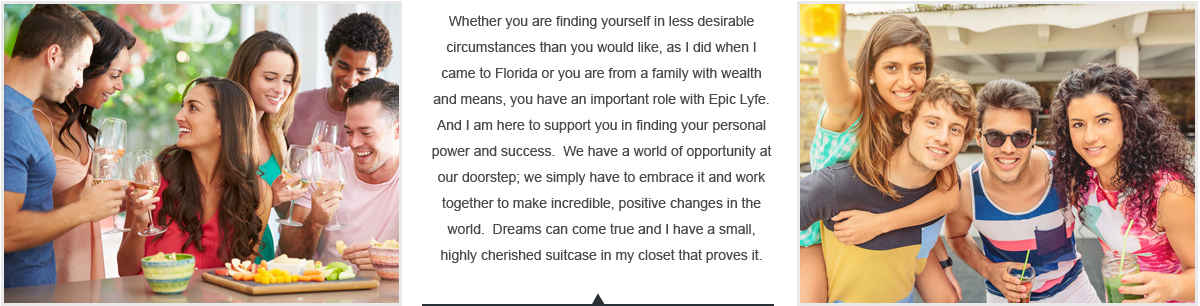 Whether you are finding yourself in less desirable
circumstances than you would like, as I did when I
came to Florida or you are from a family with wealth
and means, you have an important role with Epic Lyfe.
And I am here to support you in finding your personal
power and success.  We have a world of opportunity at
our doorstep; we simply have to embrace it and work
together to make incredible, positive changes in the
world.  Dreams can come true and I have a small,
highly cherished suitcase in my closet that proves it.